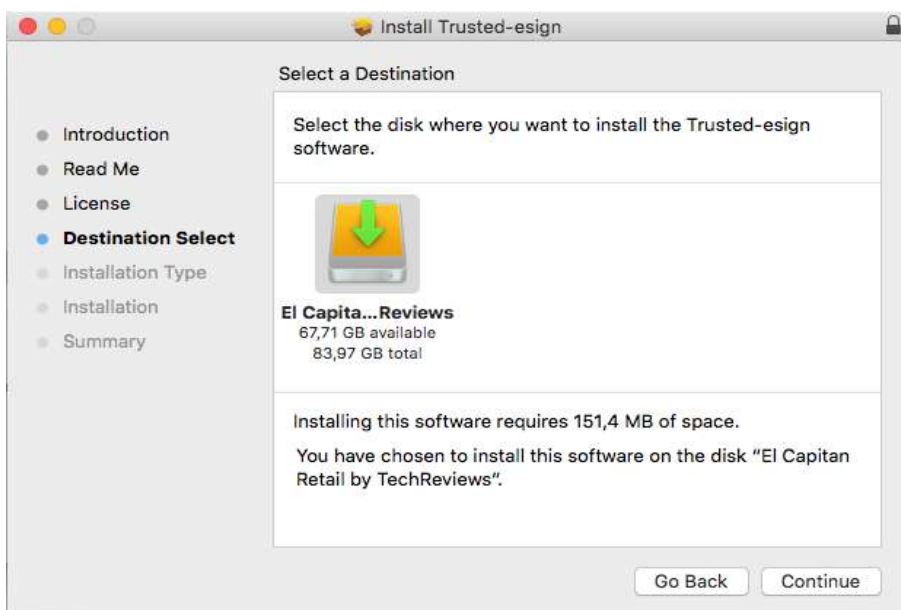 Install Trusted-esign
Select a Destination
Introduction
Read Me
License
Destination Select
Installation Type
Installation
Summary
Select the disk where you want to install the Trusted-esign
software.
El Capita...Reviews
67,71 GB available
83,97 GB total
Installing this software requires 151,4 MB of space.
You have chosen to install this software on the disk “El Capitan
Retail by TechReviews”.
Go Back
Continue